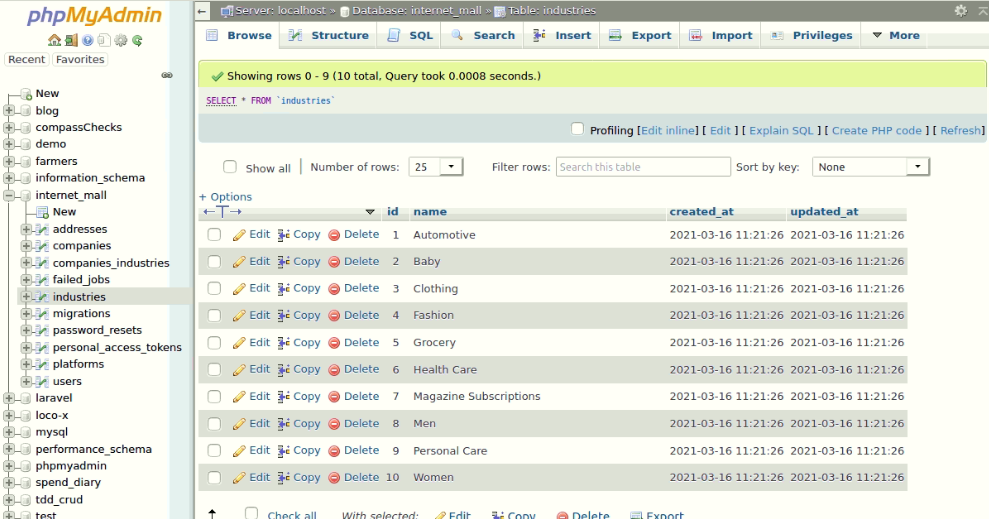 phpMyAdmin
Recent Favorites
New
blog
compassChecks
demo
farmers
information_schema
internet_mall
New
addresses
companies
companies_industries
failed_jobs
industries
migrations
password_resets
personal_access_tokens
platforms
users
laravel
loco-x
mysql
performance_schema
phpmyadmin
spend_diary
tdd_crud
test
Server: localhost » Database: internet_mall » Table: industries
Browse Structure SQL Search Insert Export Import Privileges More
Showing rows 0 - 9 (10 total, Query took 0.0008 seconds.)
SELECT * FROM `industries`
Profiling [Edit inline] [ Edit ] [ Explain SQL ] [ Create PHP code ] [ Refresh]
Show all | Number of rows: 25 Filter rows: Search this table Sort by key: None
+ Options
←T→ id name created_at updated_at
Edit Copy Delete 1 Automotive 2021-03-16 11:21:26 2021-03-16 11:21:26
Edit Copy Delete 2 Baby 2021-03-16 11:21:26 2021-03-16 11:21:26
Edit Copy Delete 3 Clothing 2021-03-16 11:21:26 2021-03-16 11:21:26
Edit Copy Delete 4 Fashion 2021-03-16 11:21:26 2021-03-16 11:21:26
Edit Copy Delete 5 Grocery 2021-03-16 11:21:26 2021-03-16 11:21:26
Edit Copy Delete 6 Health Care 2021-03-16 11:21:26 2021-03-16 11:21:26
Edit Copy Delete 7 Magazine Subscriptions 2021-03-16 11:21:26 2021-03-16 11:21:26
Edit Copy Delete 8 Men 2021-03-16 11:21:26 2021-03-16 11:21:26
Edit Copy Delete 9 Personal Care 2021-03-16 11:21:26 2021-03-16 11:21:26
Edit Copy Delete 10 Women 2021-03-16 11:21:26 2021-03-16 11:21:26
Check all With selected: Edit Copy Delete Export